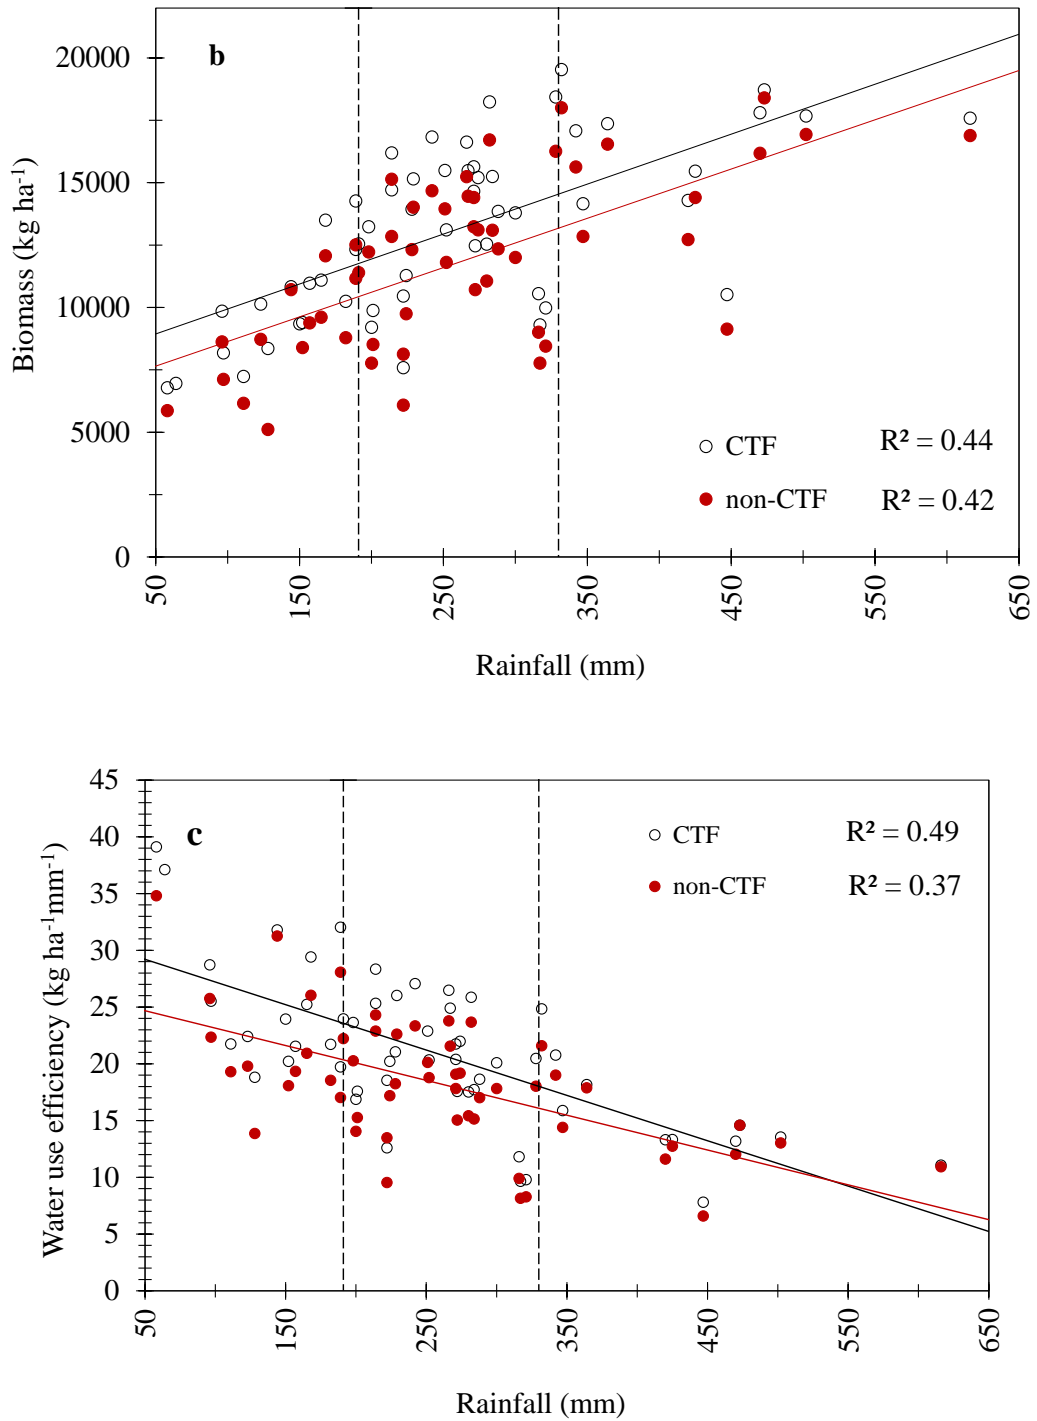 b
20000
15000
10000
5000
0
Biomass (kg ha⁻¹)
CTF R² = 0.44
non-CTF R² = 0.42
50 150 250 350 450 550 650
Rainfall (mm)
c
45
40
35
30
25
20
15
10
5
0
Water use efficiency (kg ha⁻¹mm⁻¹)
CTF R² = 0.49
non-CTF R² = 0.37
50 150 250 350 450 550 650
Rainfall (mm)